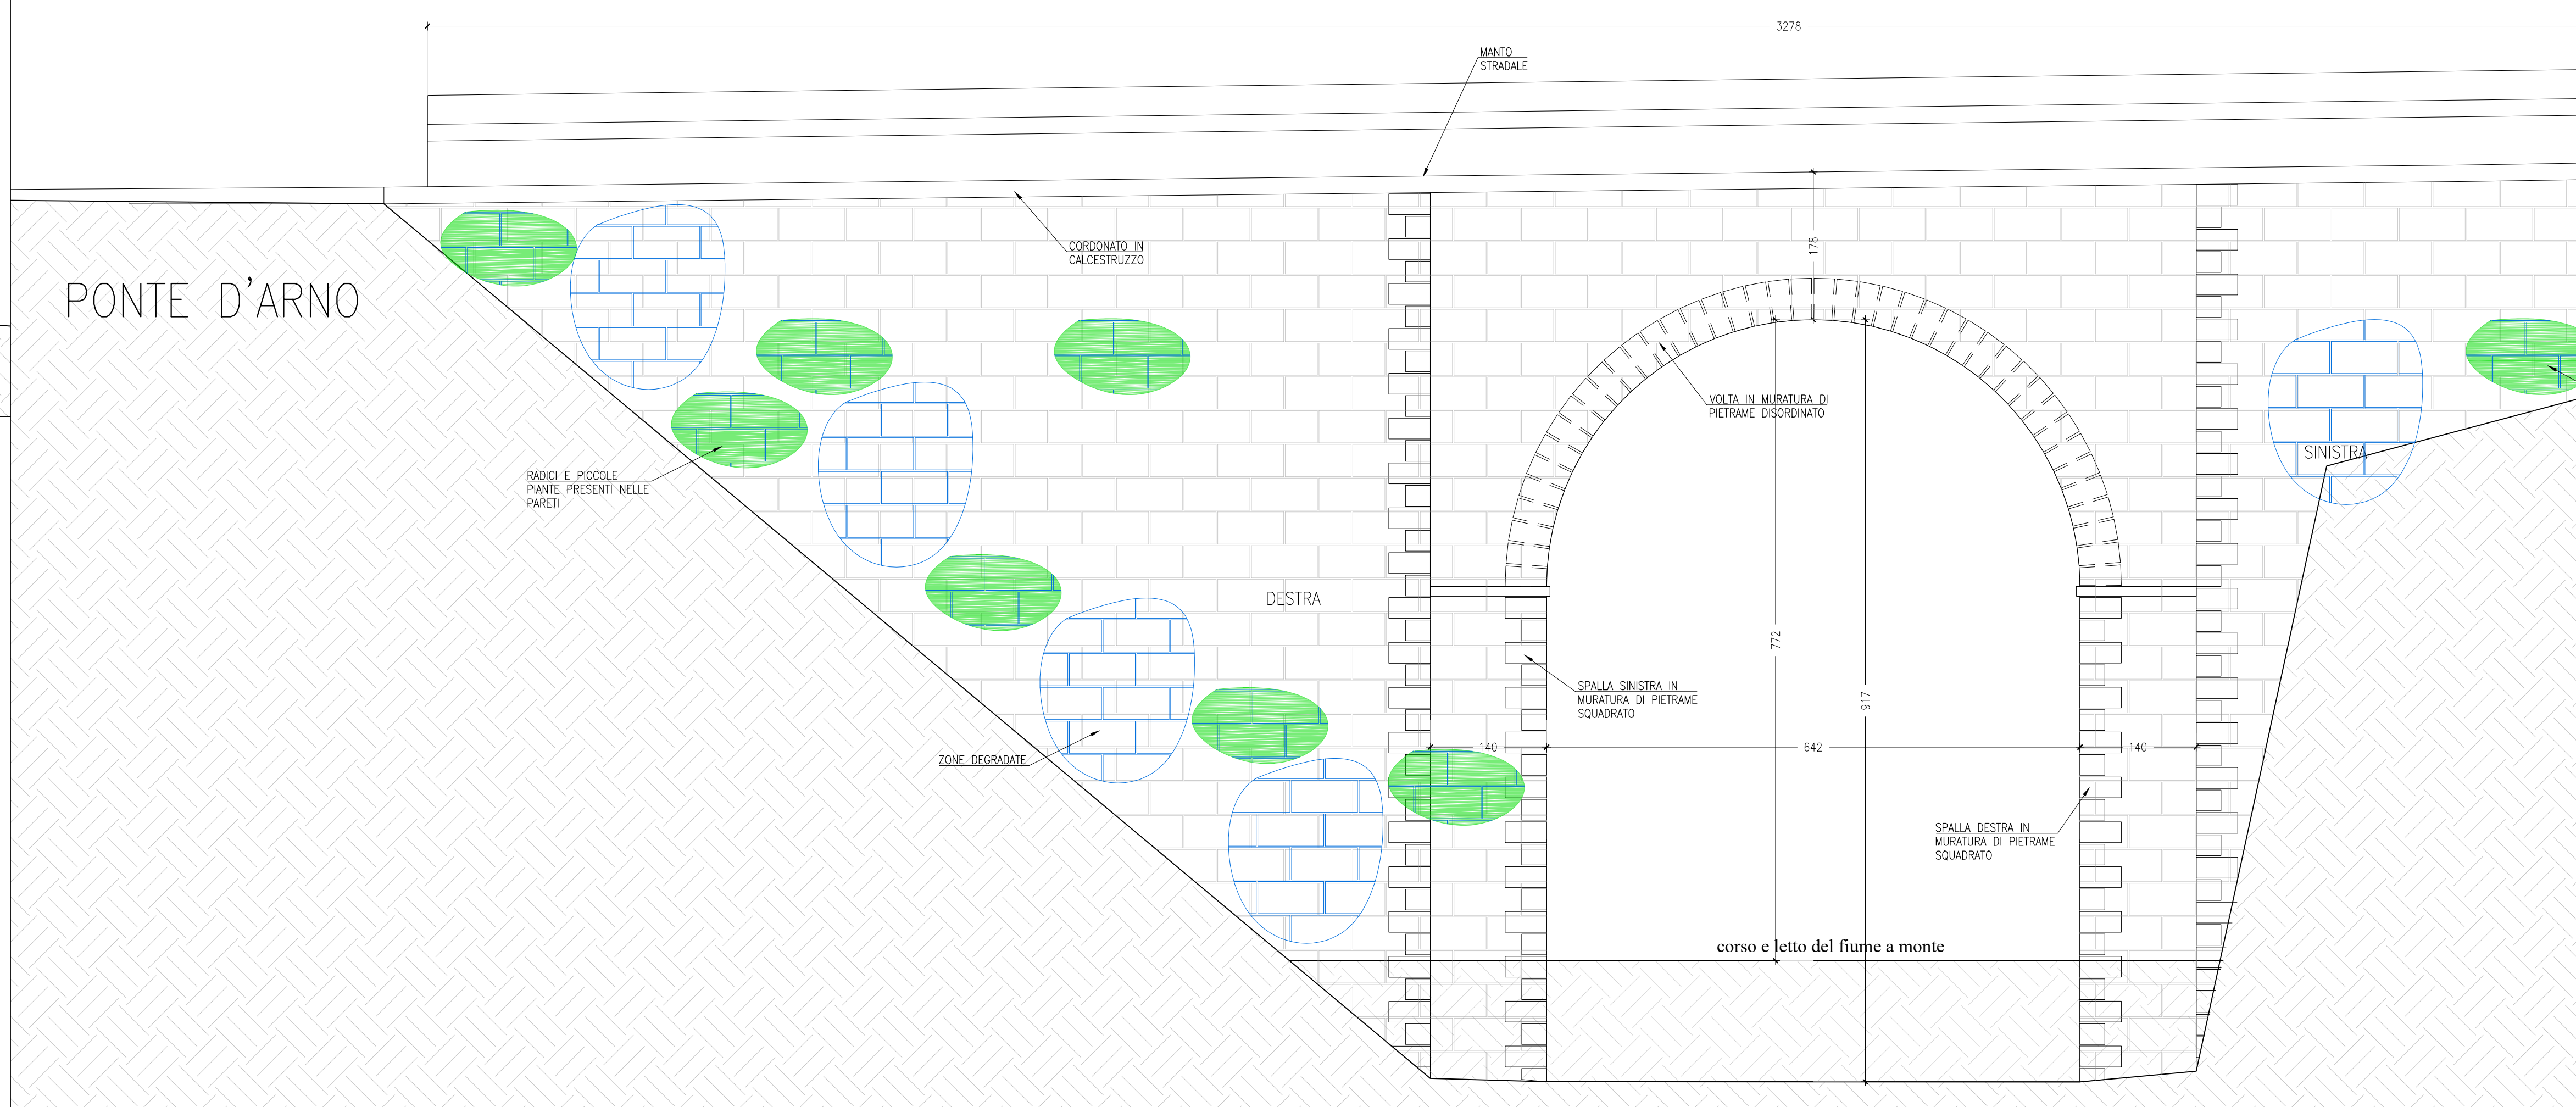 3278
MANTO
STRADALE
CORDONATO IN
CALCESTRUZZO
178
PONTE D'ARNO
VOLTA IN MURATURA DI
PIETRAME DISORDINATO
SINISTRA
RADICI E PICCOLE
PIANTE PRESENTI NELLE
PARETI
DESTRA
772
917
SPALLA SINISTRA IN
MURATURA DI PIETRAME
SQUADRATO
140
642
140
ZONE DEGRADATE
SPALLA DESTRA IN
MURATURA DI PIETRAME
SQUADRATO
corso e letto del fiume a monte